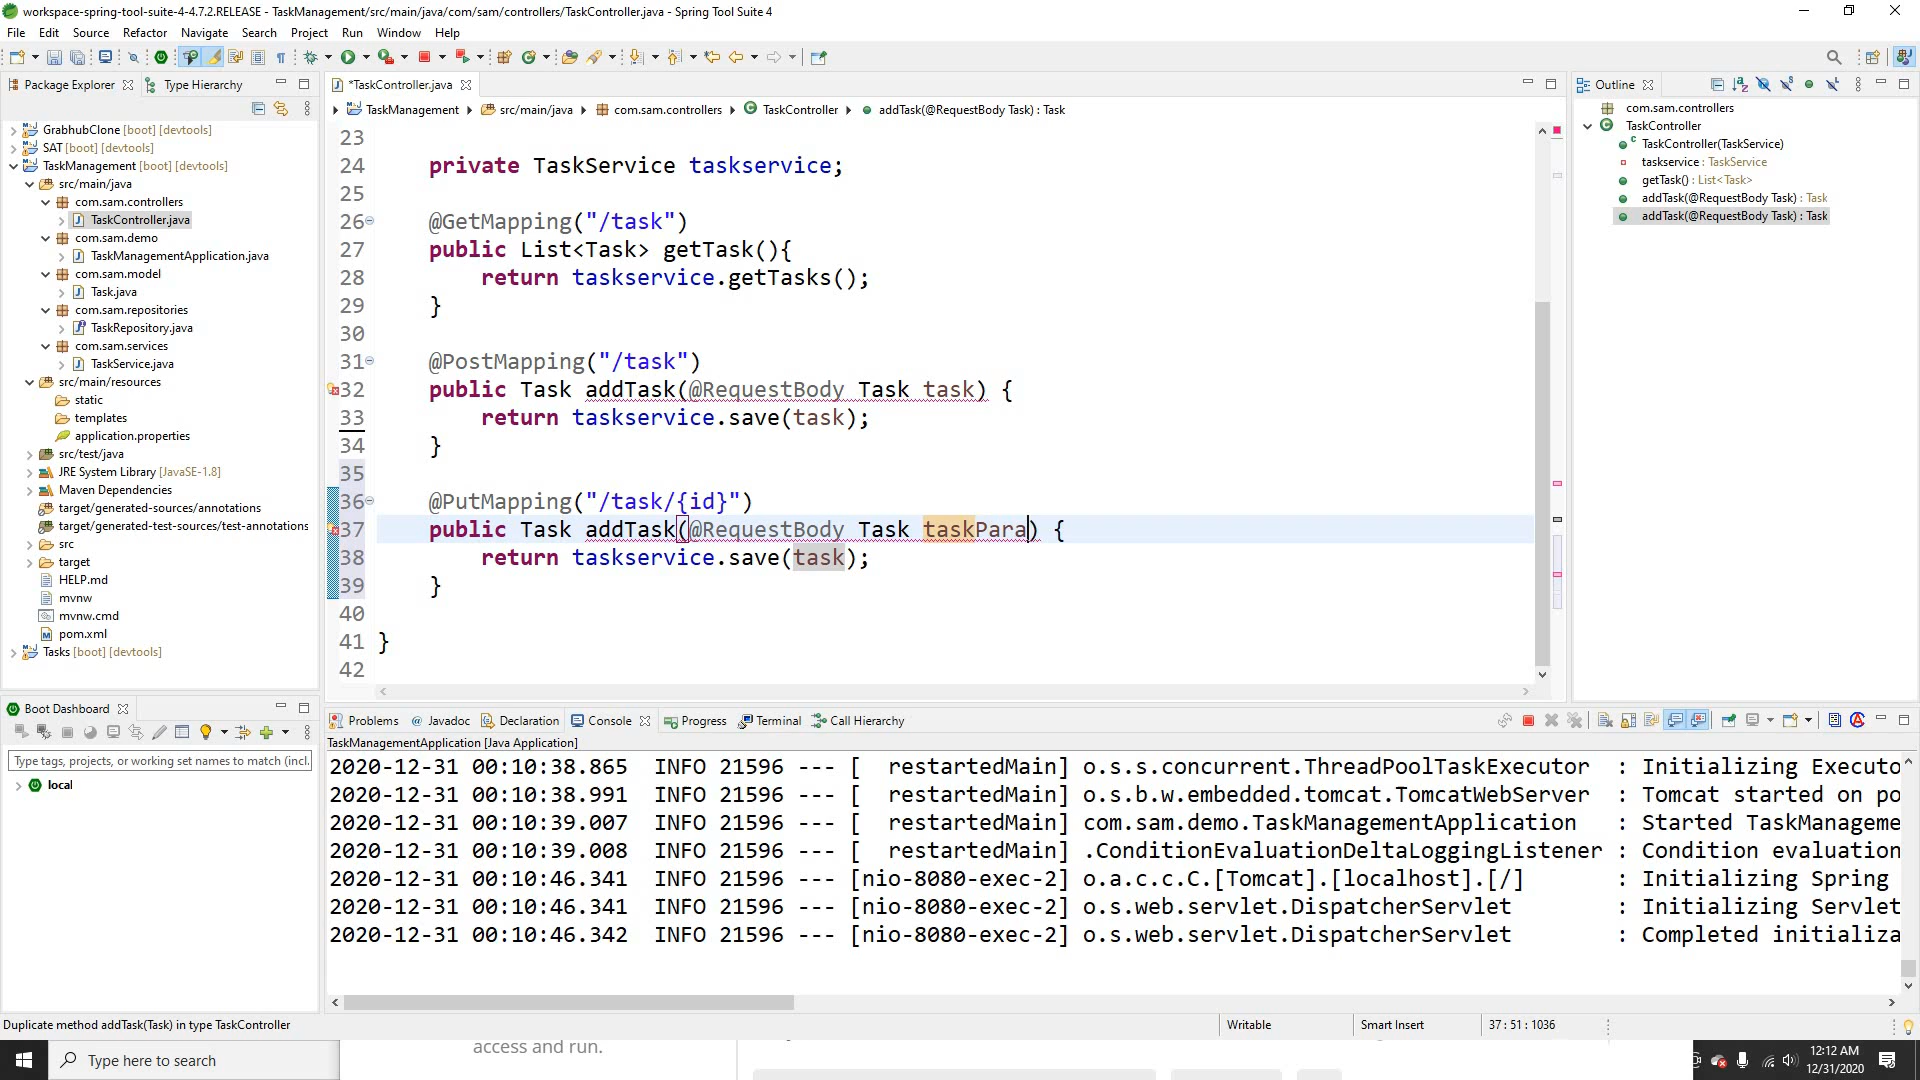 workspace-spring-tool-suite-4-4.7.2.RELEASE - TaskManagement/src/main/java/com/sam/controllers/TaskController.java - Spring Tool Suite 4
File Edit Source Refactor Navigate Search Project Run Window Help
Package Explorer Type Hierarchy
GrabhubClone [boot] [devtools]
SAT [boot] [devtools]
TaskManagement [boot] [devtools]
src/main/java
com.sam.controllers
TaskController.java
com.sam.demo
TaskManagementApplication.java
com.sam.model
Task.java
com.sam.repositories
TaskRepository.java
com.sam.services
TaskService.java
src/main/resources
static
templates
application.properties
src/test/java
JRE System Library [JavaSE-1.8]
Maven Dependencies
target/generated-sources/annotations
target/generated-test-sources/test-annotations
src
target
HELP.md
mvnw
mvnw.cmd
pom.xml
Tasks [boot] [devtools]
Boot Dashboard
Type tags, projects, or working set names to match (incl.
local
*TaskController.java
TaskManagement src/main/java com.sam.controllers TaskController addTask(@RequestBody Task) : Task
23
24 private TaskService taskservice;
25
26 @GetMapping("/task")
27 public List<Task> getTask(){
28 return taskservice.getTasks();
29 }
30
31 @PostMapping("/task")
32 public Task addTask(@RequestBody Task task) {
33 return taskservice.save(task);
34 }
35
36 @PutMapping("/task/{id}")
37 public Task addTask(@RequestBody Task taskPara) {
38 return taskservice.save(task);
39 }
40
41 }
42
Outline
com.sam.controllers
TaskController
TaskController(TaskService)
taskservice : TaskService
getTask() : List<Task>
addTask(@RequestBody Task) : Task
addTask(@RequestBody Task) : Task
Problems Javadoc Declaration Console Progress Terminal Call Hierarchy
TaskManagementApplication [Java Application]
2020-12-31 00:10:38.865 INFO 21596 --- [ restartedMain] o.s.s.concurrent.ThreadPoolTaskExecutor : Initializing Executo
2020-12-31 00:10:38.991 INFO 21596 --- [ restartedMain] o.s.b.w.embedded.tomcat.TomcatWebServer : Tomcat started on po
2020-12-31 00:10:39.007 INFO 21596 --- [ restartedMain] com.sam.demo.TaskManagementApplication : Started TaskManageme
2020-12-31 00:10:39.008 INFO 21596 --- [ restartedMain] .ConditionEvaluationDeltaLoggingListener : Condition evaluation
2020-12-31 00:10:46.341 INFO 21596 --- [nio-8080-exec-2] o.a.c.c.C.[Tomcat].[localhost].[/] : Initializing Spring
2020-12-31 00:10:46.341 INFO 21596 --- [nio-8080-exec-2] o.s.web.servlet.DispatcherServlet : Initializing Servlet
2020-12-31 00:10:46.342 INFO 21596 --- [nio-8080-exec-2] o.s.web.servlet.DispatcherServlet : Completed initializa
Duplicate method addTask(Task) in type TaskController
Writable Smart Insert 37 : 51 : 1036
Type here to search
access and run.
12:12 AM
12/31/2020